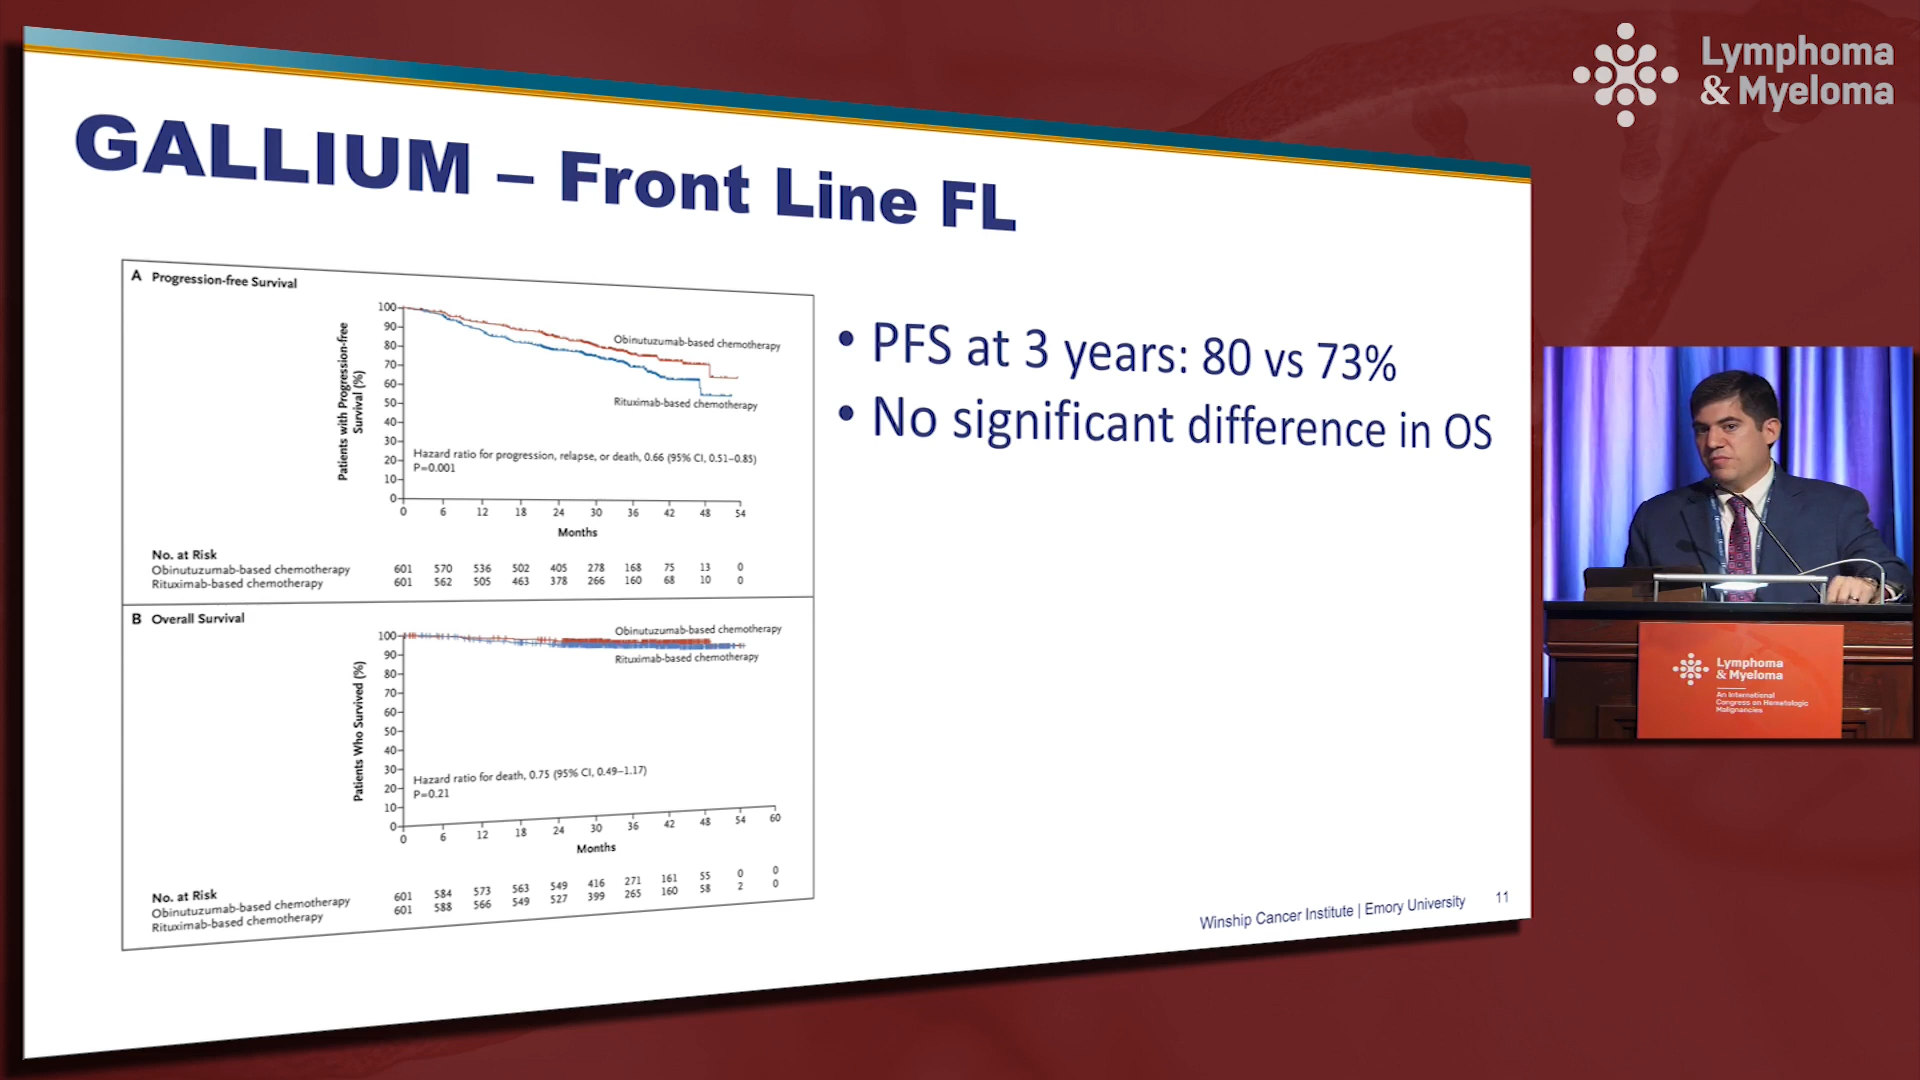 Lymphoma
& Myeloma
GALLIUM – Front Line FL
A Progression-free Survival
Patients with Progression-free
Survival (%)
100
90
80
70
60
50
40
30
20
10
0
Obinutuzumab-based chemotherapy
Rituximab-based chemotherapy
Hazard ratio for progression, relapse, or death, 0.66 (95% CI, 0.51–0.85)
P=0.001
0 6 12 18 24 30 36 42 48 54
Months
No. at Risk
Obinutuzumab-based chemotherapy 601 570 536 502 405 278 168 75 13 0
Rituximab-based chemotherapy 601 562 505 463 378 266 160 68 10 0
B Overall Survival
Patients Who Survived (%)
100
90
80
70
60
50
40
30
20
10
0
Obinutuzumab-based chemotherapy
Rituximab-based chemotherapy
Hazard ratio for death, 0.75 (95% CI, 0.49–1.17)
P=0.21
0 6 12 18 24 30 36 42 48 54 60
Months
No. at Risk
Obinutuzumab-based chemotherapy 601 584 573 563 549 416 271 161 55 0 0
Rituximab-based chemotherapy 601 588 566 549 527 399 265 160 58 2 0
• PFS at 3 years: 80 vs 73%
• No significant difference in OS
Winship Cancer Institute | Emory University 11
Lymphoma
& Myeloma
An International
Congress on Hematologic
Malignancies